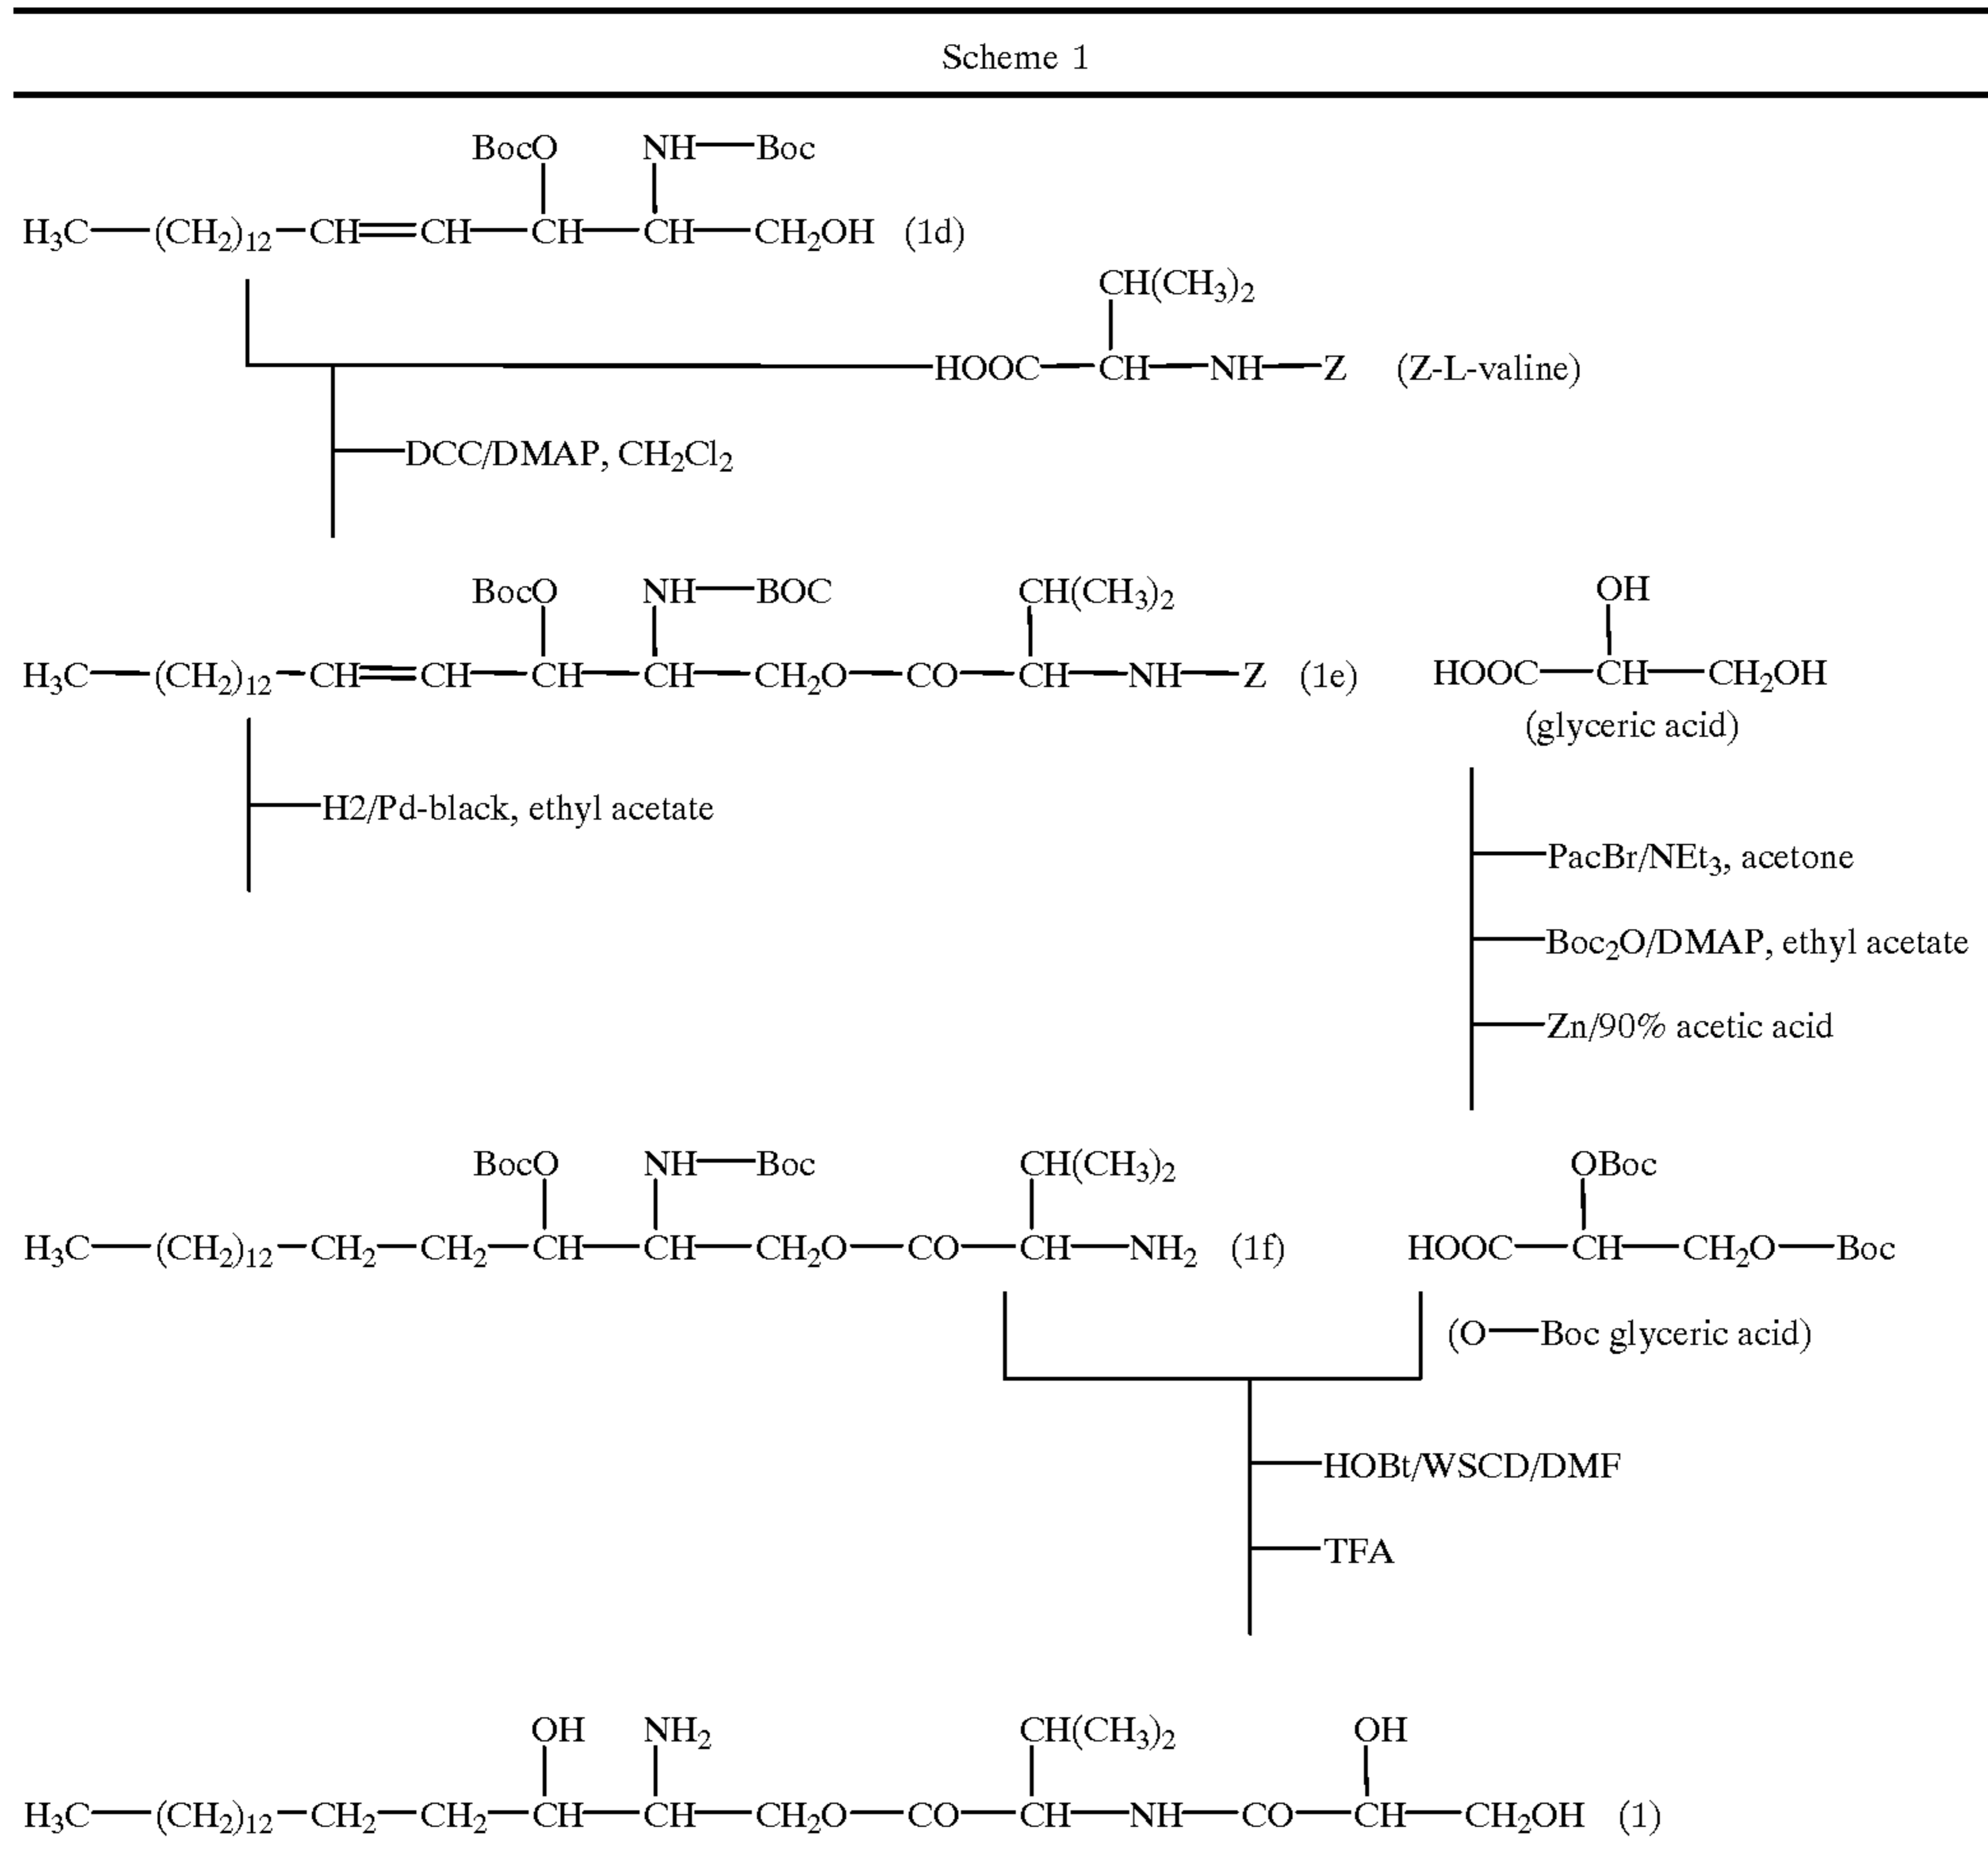 Scheme 1
BocO NH—Boc
H₃C—(CH₂)₁₂—CH=CH—CH—CH—CH₂OH (1d)
CH(CH₃)₂
HOOC—CH—NH—Z (Z-L-valine)
DCC/DMAP, CH₂Cl₂
BocO NH—BOC CH(CH₃)₂ OH
H₃C—(CH₂)₁₂—CH=CH—CH—CH—CH₂O—CO—CH—NH—Z (1e) HOOC—CH—CH₂OH
(glyceric acid)
H2/Pd-black, ethyl acetate
PacBr/NEt₃, acetone
Boc₂O/DMAP, ethyl acetate
Zn/90% acetic acid
BocO NH—Boc CH(CH₃)₂ OBoc
H₃C—(CH₂)₁₂—CH₂—CH₂—CH—CH—CH₂O—CO—CH—NH₂ (1f) HOOC—CH—CH₂O—Boc
(O—Boc glyceric acid)
HOBt/WSCD/DMF
TFA
OH NH₂ CH(CH₃)₂ OH
H₃C—(CH₂)₁₂—CH₂—CH₂—CH—CH—CH₂O—CO—CH—NH—CO—CH—CH₂OH (1)